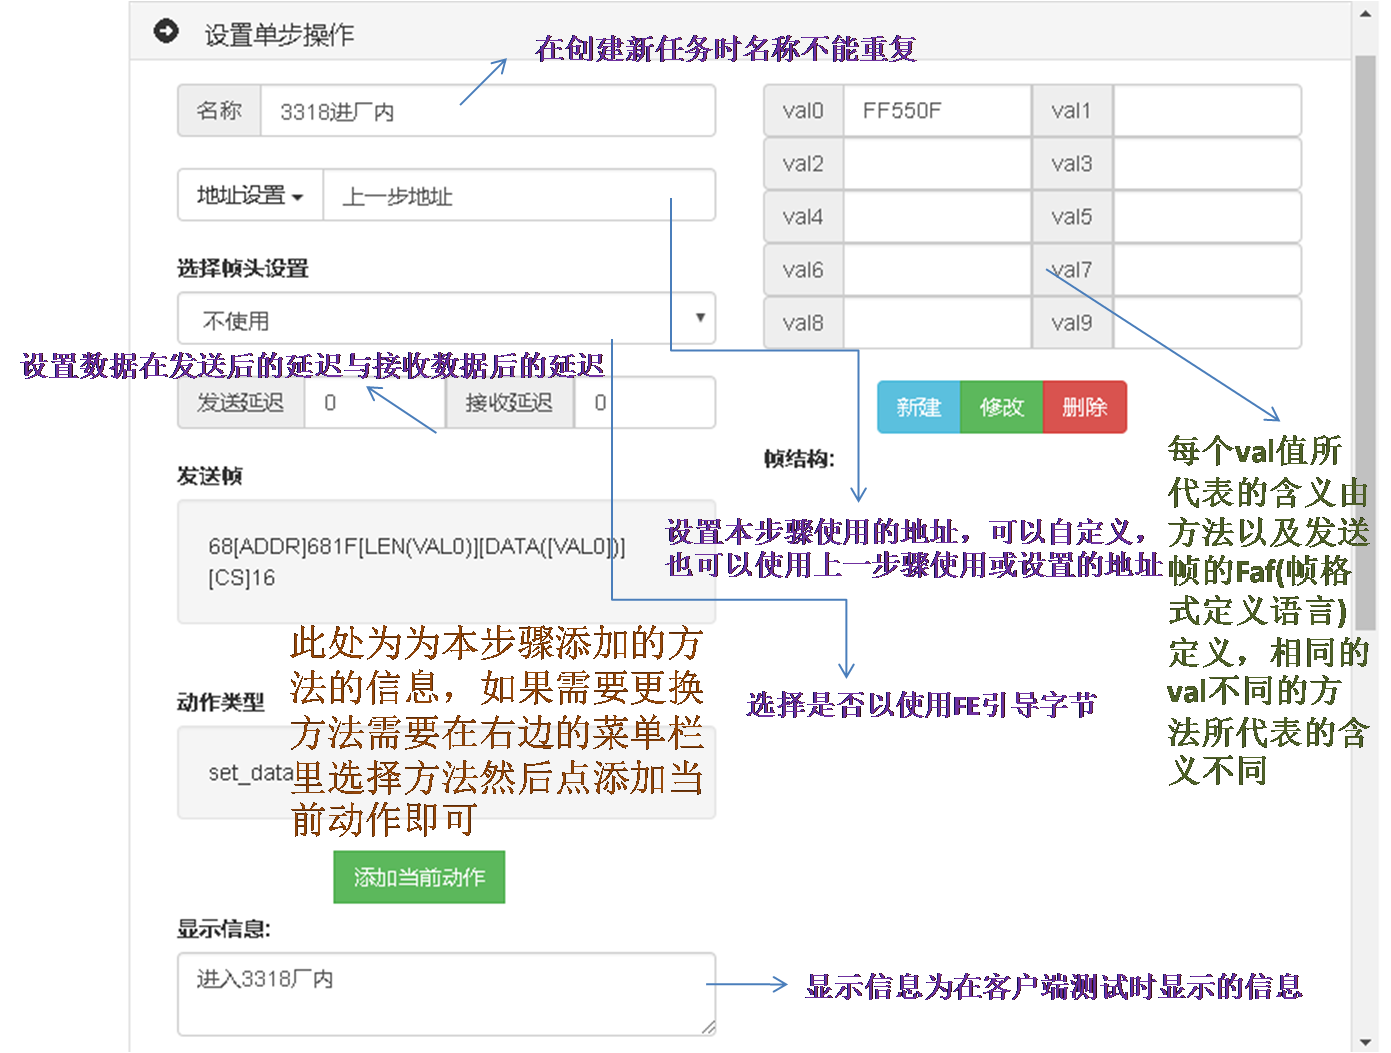 设置单步操作
在创建新任务时名称不能重复
名称 3318进厂内
val0 FF550F val1
地址设置 上一步地址
val2 val3
val4 val5
选择帧头设置
val6 val7
不使用
val8 val9
设置数据在发送后的延迟与接收数据后的延迟
发送延迟 0 接收延迟 0
新建 修改 删除
发送帧
帧结构:
68[ADDR]681F[LEN(VAL0)][DATA([VAL0])]
[CS]16
设置本步骤使用的地址，可以自定义，
也可以使用上一步骤使用或设置的地址
每个val值所
代表的含义由
方法以及发送
帧的Faf(帧格
式定义语言)
定义，相同的
val不同的方
法所代表的含
义不同
此处为为本步骤添加的方
法的信息，如果需要更换
方法需要在右边的菜单栏
里选择方法然后点添加当
前动作即可
选择是否以使用FE引导字节
动作类型
set_data
添加当前动作
显示信息:
进入3318厂内
显示信息为在客户端测试时显示的信息